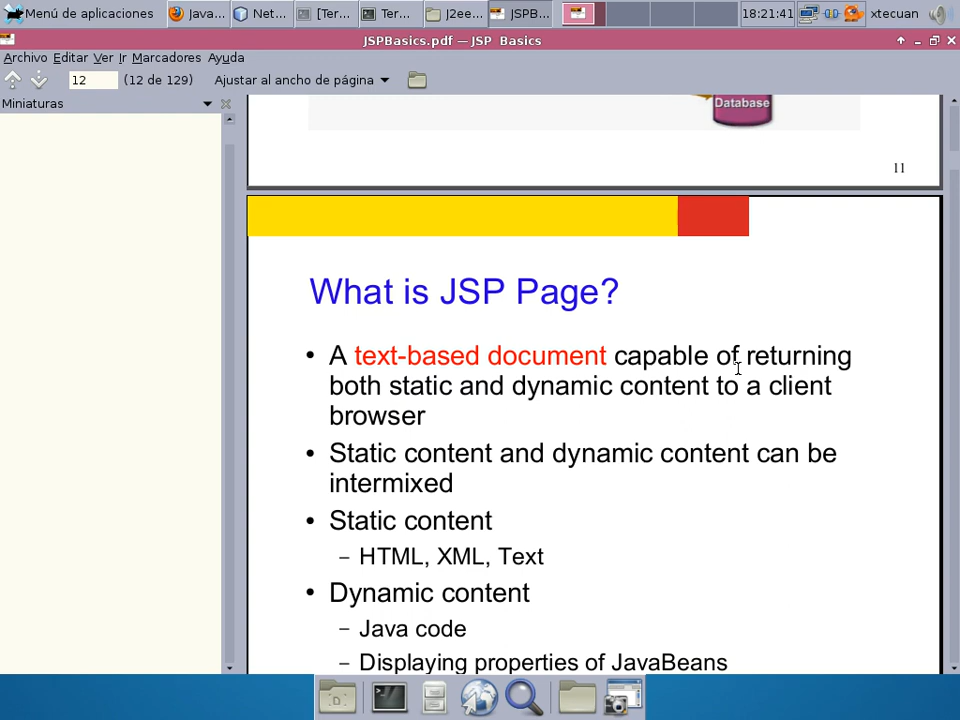 Menú de aplicaciones Java... Net... [Ter... Ter... J2ee... JSPB... 18:21:41 xtecuan
JSPBasics.pdf — JSP Basics
Archivo Editar Ver Ir Marcadores Ayuda
12 (12 de 129) Ajustar al ancho de página
Miniaturas
Database
11
What is JSP Page?
• A text-based document capable of returning
both static and dynamic content to a client
browser
• Static content and dynamic content can be
intermixed
• Static content
– HTML, XML, Text
• Dynamic content
– Java code
– Displaying properties of JavaBeans